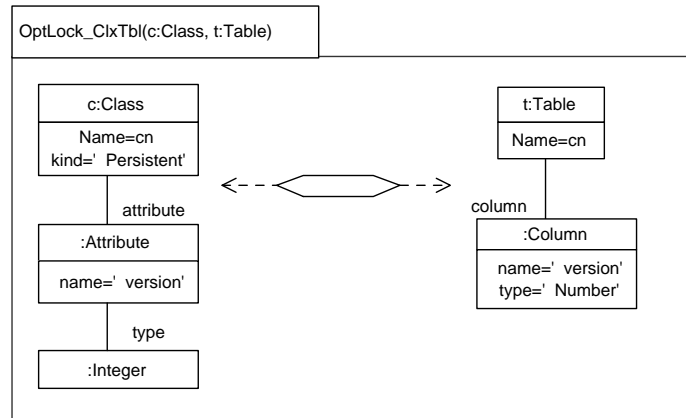 OptLock_ClxTbl(c:Class, t:Table)
c:Class
Name=cn
kind=' Persistent'
attribute
:Attribute
name=' version'
type
:Integer
t:Table
Name=cn
column
:Column
name=' version'
type=' Number'